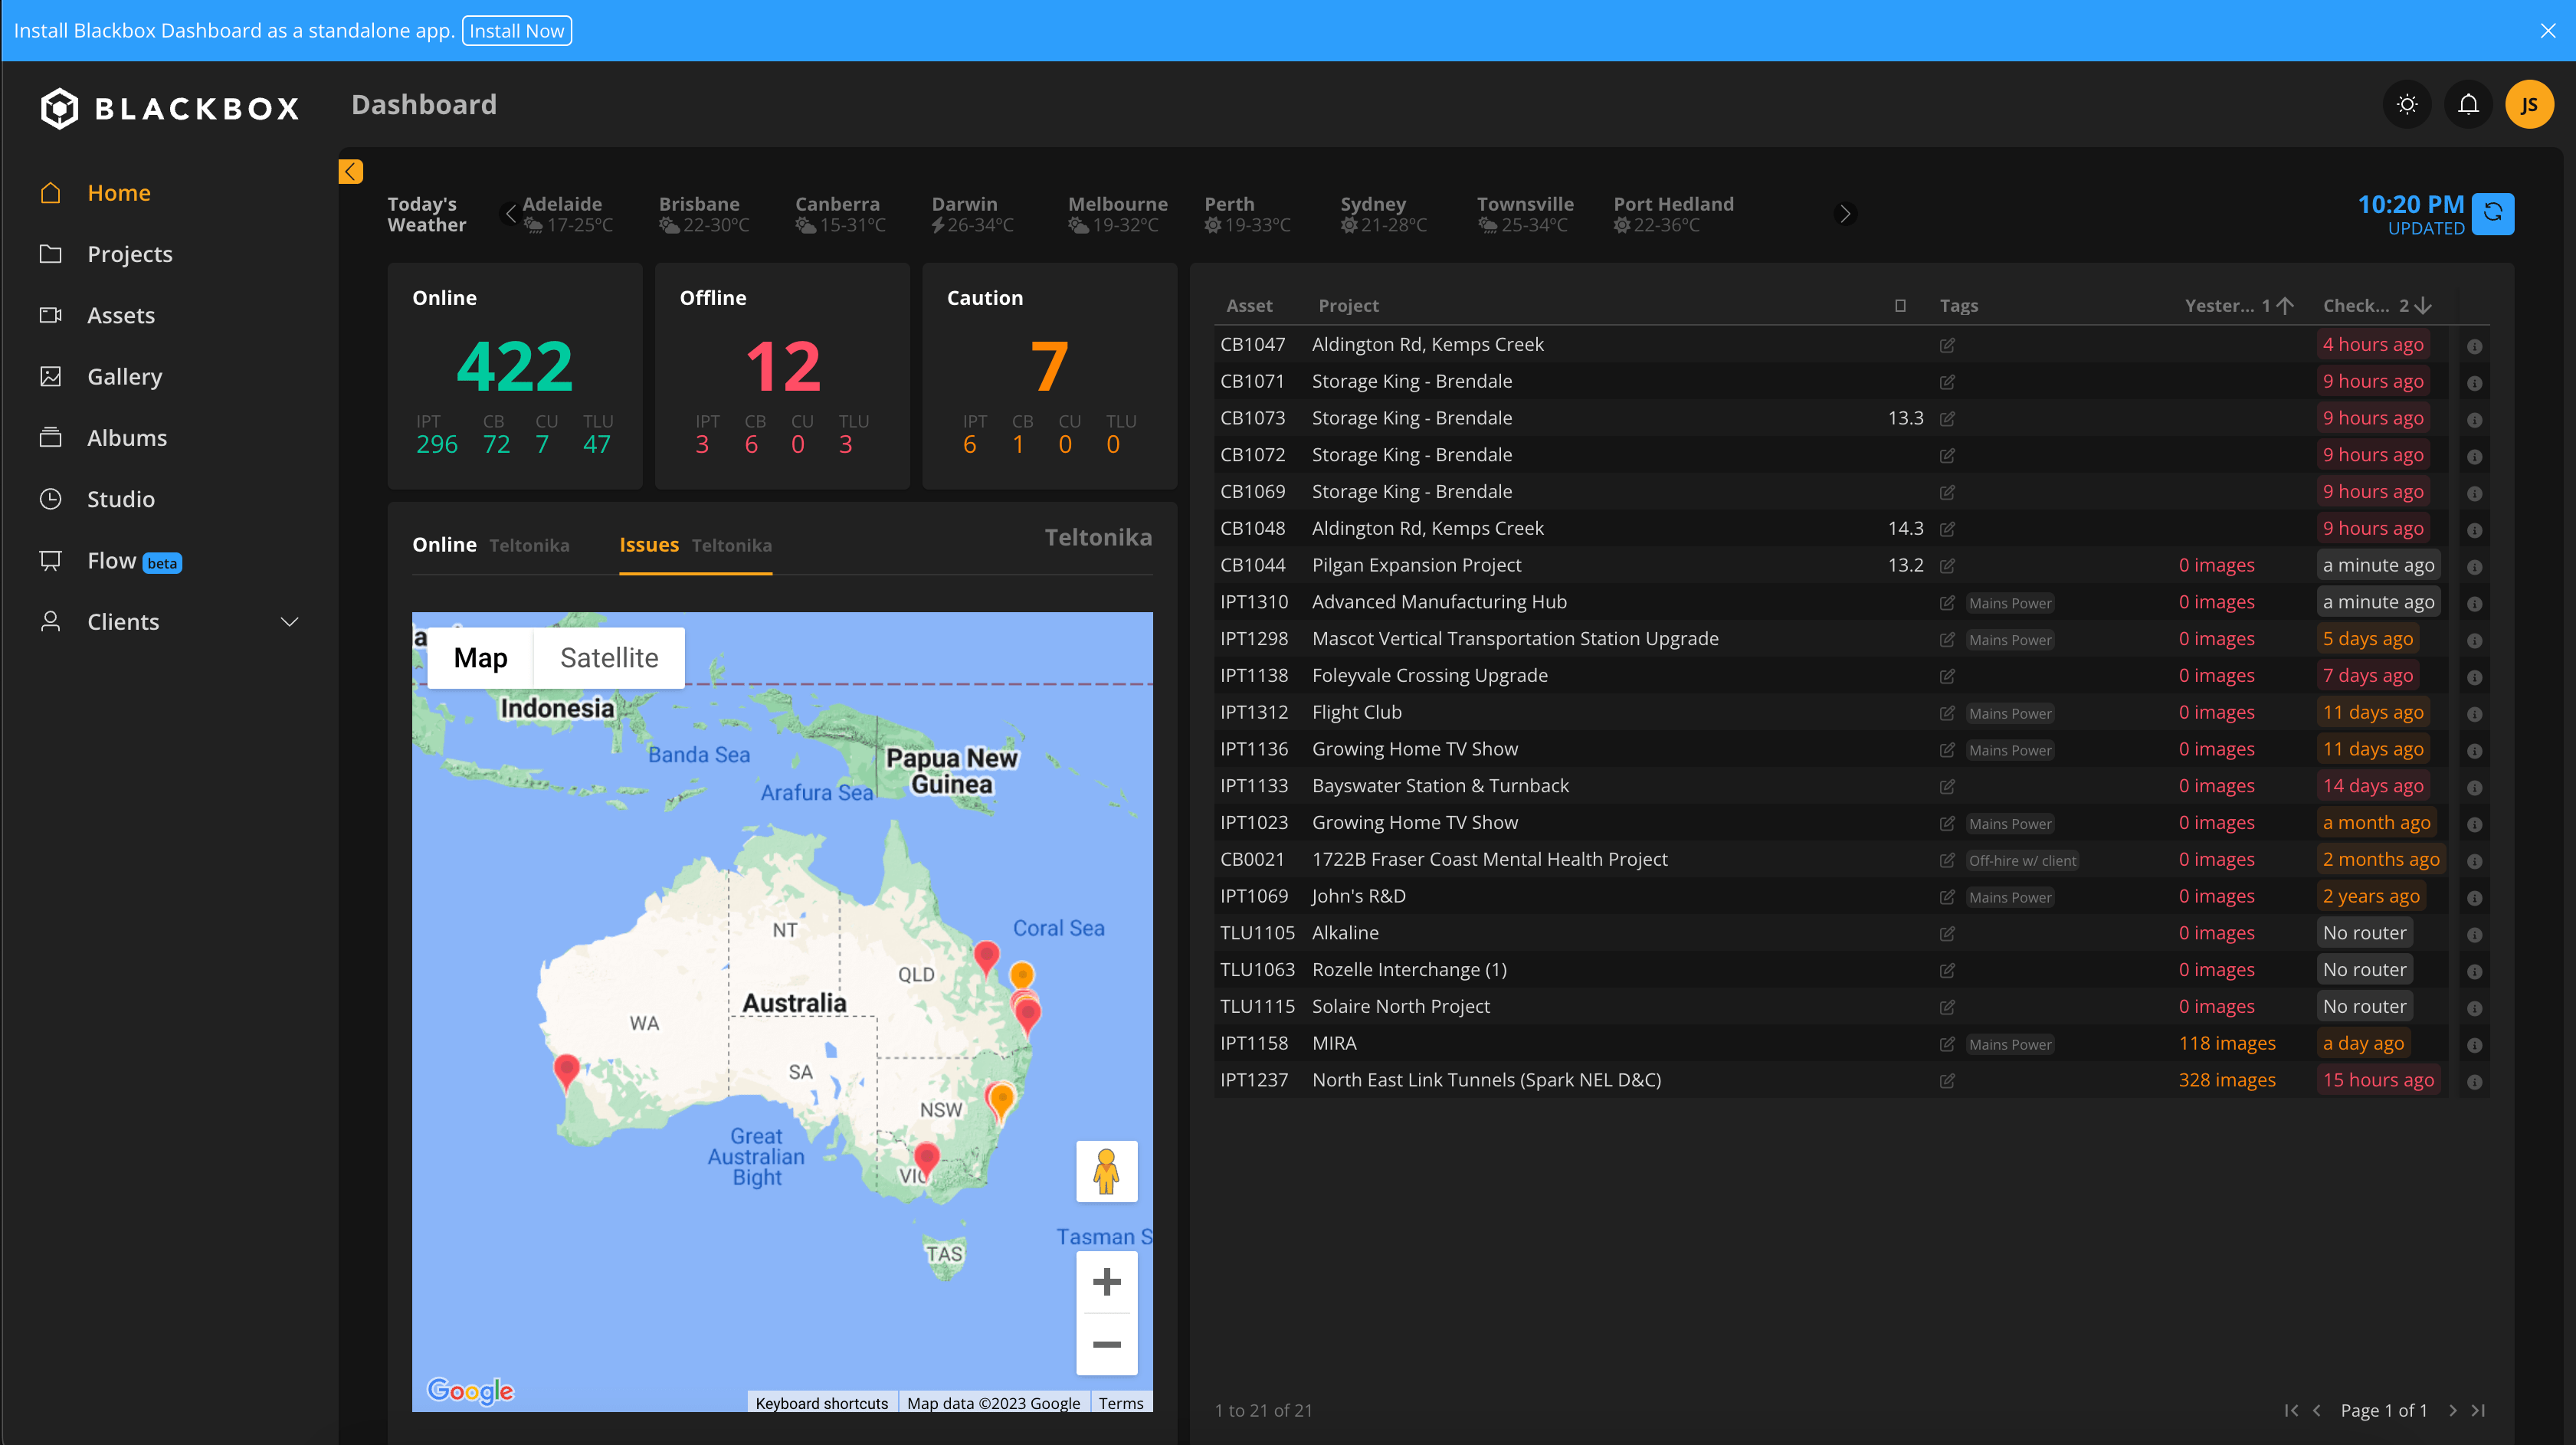 Install Blackbox Dashboard as a standalone app. Install Now
BLACKBOX
Dashboard
JS
Home
Projects
Assets
Gallery
Albums
Studio
Flow beta
Clients
Today's Weather
Adelaide 17-25°C
Brisbane 22-30°C
Canberra 15-31°C
Darwin 26-34°C
Melbourne 19-32°C
Perth 19-33°C
Sydney 21-28°C
Townsville 25-34°C
Port Hedland 22-36°C
10:20 PM
UPDATED
Online
422
IPT CB CU TLU
296 72 7 47
Offline
12
IPT CB CU TLU
3 6 0 3
Caution
7
IPT CB CU TLU
6 1 0 0
Online Teltonika Issues Teltonika Teltonika
Map Satellite
Indonesia
Banda Sea
Papua New Guinea
Arafura Sea
Coral Sea
NT
QLD
Australia
WA
SA
NSW
Great Australian Bight
VIC
Tasman S
TAS
Google
Keyboard shortcuts Map data ©2023 Google Terms
Asset Project Tags Yester... 1 Check... 2
CB1047 Aldington Rd, Kemps Creek 4 hours ago
CB1071 Storage King - Brendale 9 hours ago
CB1073 Storage King - Brendale 13.3 9 hours ago
CB1072 Storage King - Brendale 9 hours ago
CB1069 Storage King - Brendale 9 hours ago
CB1048 Aldington Rd, Kemps Creek 14.3 9 hours ago
CB1044 Pilgan Expansion Project 13.2 0 images a minute ago
IPT1310 Advanced Manufacturing Hub Mains Power 0 images a minute ago
IPT1298 Mascot Vertical Transportation Station Upgrade Mains Power 0 images 5 days ago
IPT1138 Foleyvale Crossing Upgrade 0 images 7 days ago
IPT1312 Flight Club Mains Power 0 images 11 days ago
IPT1136 Growing Home TV Show Mains Power 0 images 11 days ago
IPT1133 Bayswater Station & Turnback 0 images 14 days ago
IPT1023 Growing Home TV Show Mains Power 0 images a month ago
CB0021 1722B Fraser Coast Mental Health Project Off-hire w/ client 0 images 2 months ago
IPT1069 John's R&D Mains Power 0 images 2 years ago
TLU1105 Alkaline 0 images No router
TLU1063 Rozelle Interchange (1) 0 images No router
TLU1115 Solaire North Project 0 images No router
IPT1158 MIRA Mains Power 118 images a day ago
IPT1237 North East Link Tunnels (Spark NEL D&C) 328 images 15 hours ago
1 to 21 of 21
Page 1 of 1